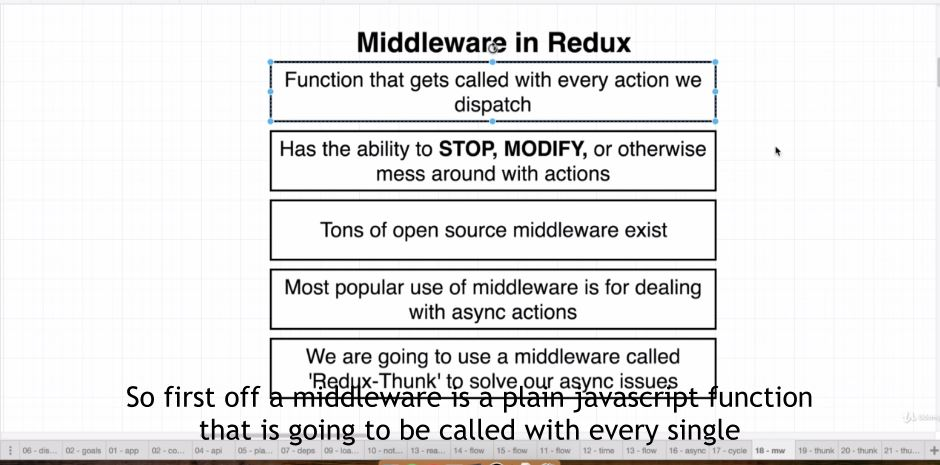 Middleware in Redux
Function that gets called with every action we
dispatch
Has the ability to STOP, MODIFY, or otherwise
mess around with actions
Tons of open source middleware exist
Most popular use of middleware is for dealing
with async actions
We are going to use a middleware called
'Redux-Thunk' to solve our async issues
So first off a middleware is a plain javascript function
that is going to be called with every single
06 - dis... 02 - goals 01 - app 02 - co... 04 - api 05 - pla... 07 - deps 09 - loa... 10 - not... 13 - rea... 14 - flow 15 - flow 11 - flow 12 - time 13 - flow 16 - async 17 - cycle 18 - mw 19 - thunk 20 - thunk 21 - thu...